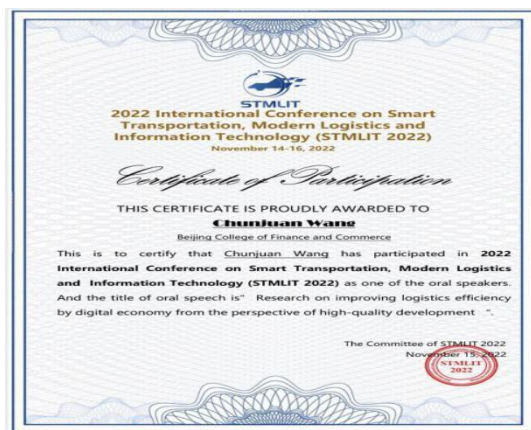 STMLIT
2022 International Conference on Smart
Transportation, Modern Logistics and
Information Technology (STMLIT 2022)
November 14-16, 2022
Certificate of Participation
THIS CERTIFICATE IS PROUDLY AWARDED TO
Chunjuan Wang
Beijing College of Finance and Commerce
This is to certify that Chunjuan Wang has participated in 2022
International Conference on Smart Transportation, Modern Logistics
and Information Technology (STMLIT 2022) as one of the oral speakers.
And the title of oral speech is" Research on improving logistics efficiency
by digital economy from the perspective of high-quality development ".
The Committee of STMLIT 2022
November 15, 2022
STMLIT
2022